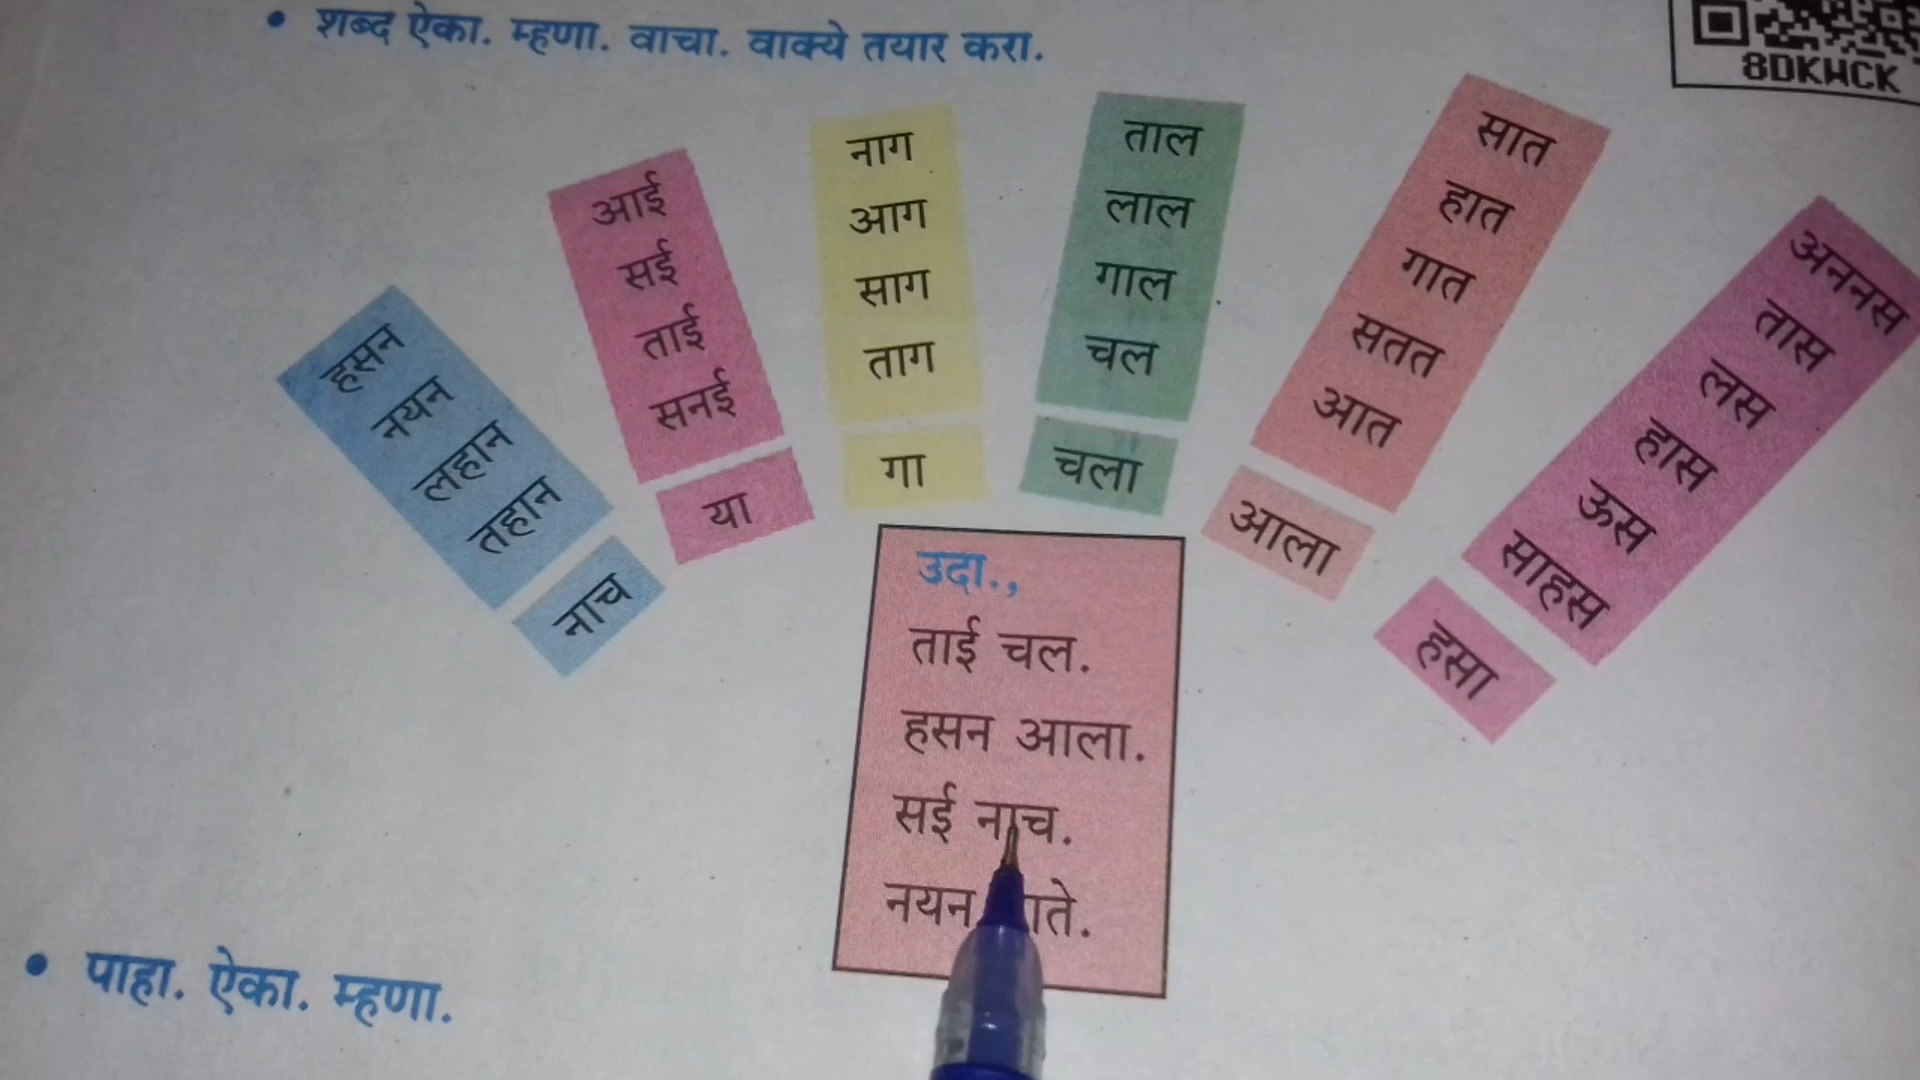 • शब्द ऐका. म्हणा. वाचा. वाक्ये तयार करा.
8DKWCK
हसन
नयन
लहान
तहान
नाच
आई
सई
ताई
सनई
या
नाग
आग
साग
ताग
गा
ताल
लाल
गाल
चल
चला
सात
हात
गात
सतत
आत
आला
अननस
तास
लस
हास
ऊस
साहस
हसा
उदा.,
ताई चल.
हसन आला.
सई नाच.
नयन
• पाहा. ऐका. म्हणा.